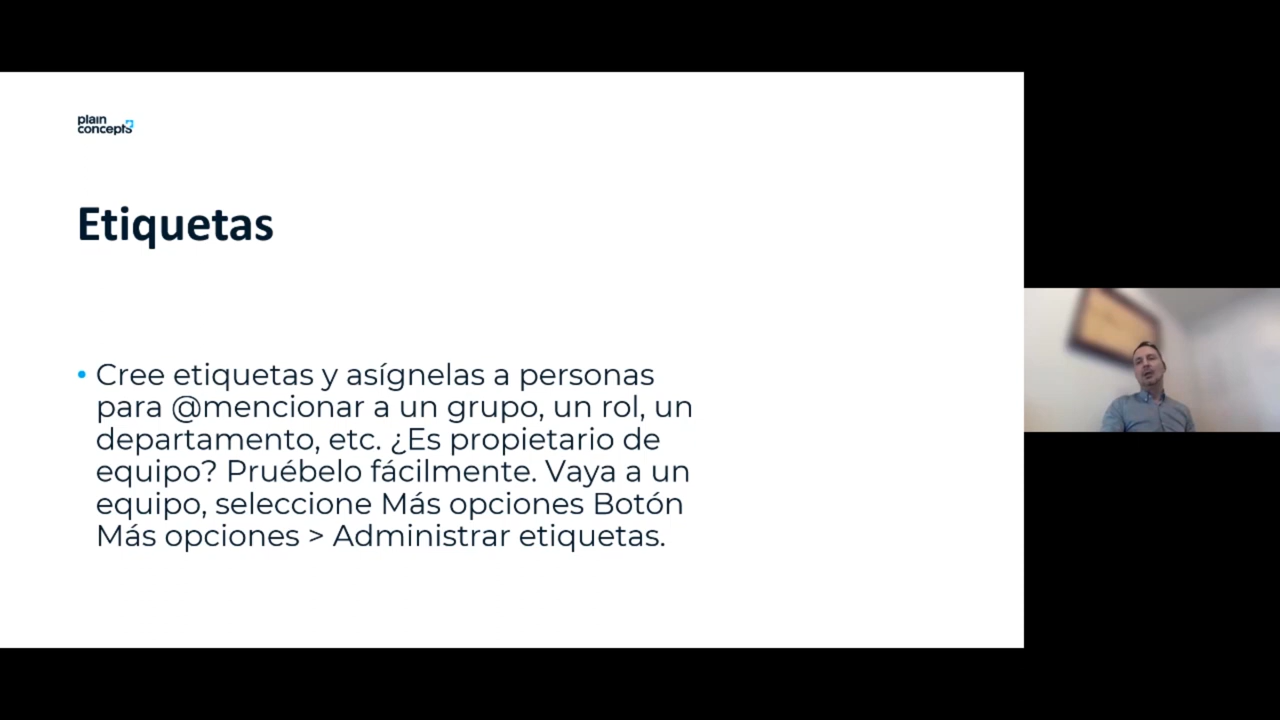 plain
concepts
Etiquetas
• Cree etiquetas y asígnelas a personas
para @mencionar a un grupo, un rol, un
departamento, etc. ¿Es propietario de
equipo? Pruébelo fácilmente. Vaya a un
equipo, seleccione Más opciones Botón
Más opciones > Administrar etiquetas.